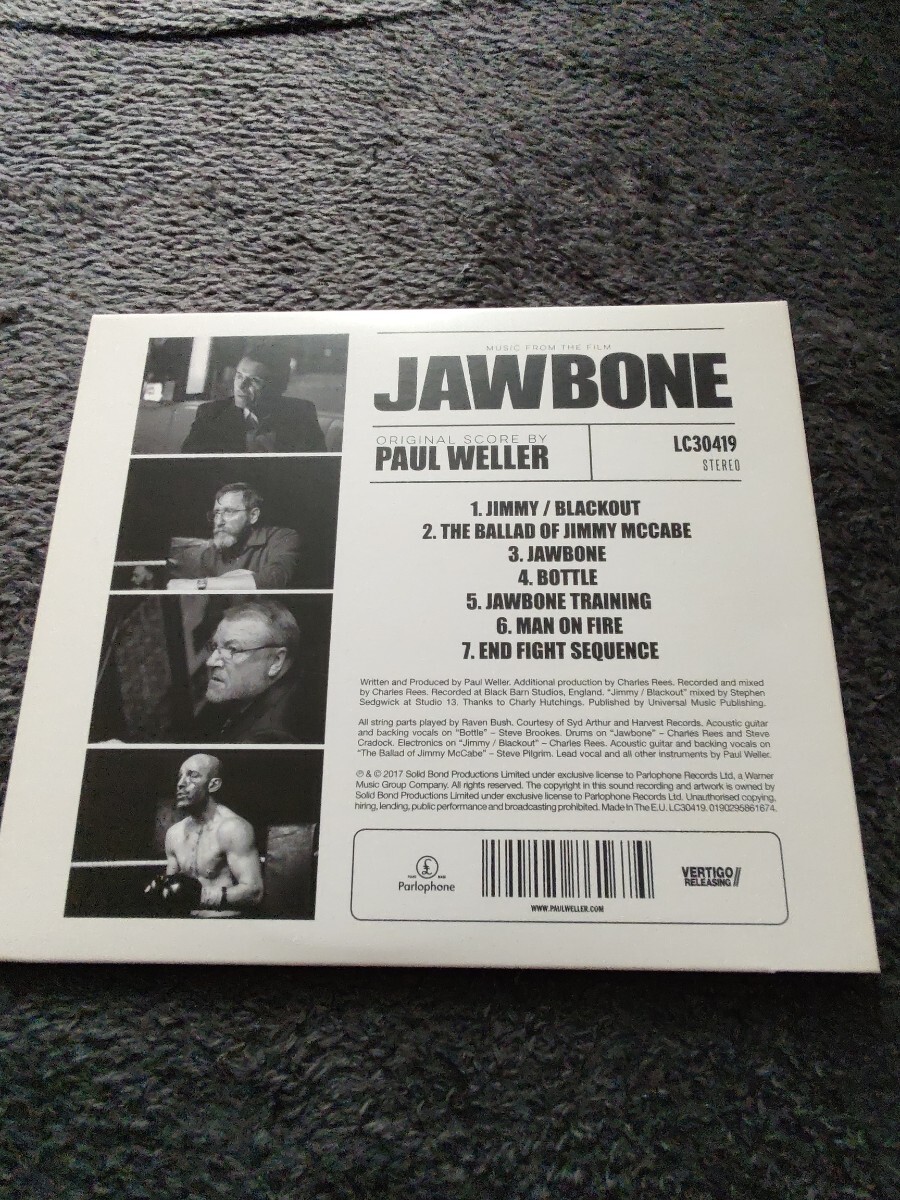 MUSIC FROM THE FILM
JAWBONE
ORIGINAL SCORE BY
PAUL WELLER
LC30419
STEREO
1. JIMMY / BLACKOUT
2. THE BALLAD OF JIMMY MCCABE
3. JAWBONE
4. BOTTLE
5. JAWBONE TRAINING
6. MAN ON FIRE
7. END FIGHT SEQUENCE
Written and Produced by Paul Weller. Additional production by Charles Rees. Recorded and mixed
by Charles Rees. Recorded at Black Barn Studios, England. "Jimmy / Blackout" mixed by Stephen
Sedgwick at Studio 13. Thanks to Charly Hutchings. Published by Universal Music Publishing.
All string parts played by Raven Bush. Courtesy of Syd Arthur and Harvest Records. Acoustic guitar
and backing vocals on "Bottle" – Steve Brookes. Drums on "Jawbone" – Charles Rees and Steve
Cradock. Electronics on "Jimmy / Blackout" – Charles Rees. Acoustic guitar and backing vocals on
"The Ballad of Jimmy McCabe" – Steve Pilgrim. Lead vocal and all other instruments by Paul Weller.
℗ & © 2017 Solid Bond Productions Limited under exclusive license to Parlophone Records Ltd, a Warner
Music Group Company. All rights reserved. The copyright in this sound recording and artwork is owned by
Solid Bond Productions Limited under exclusive license to Parlophone Records Ltd. Unauthorised copying,
hiring, lending, public performance and broadcasting prohibited. Made In The E.U. LC30419. 0190295861674.
£
Parlophone
WWW.PAULWELLER.COM
VERTIGO
RELEASING //